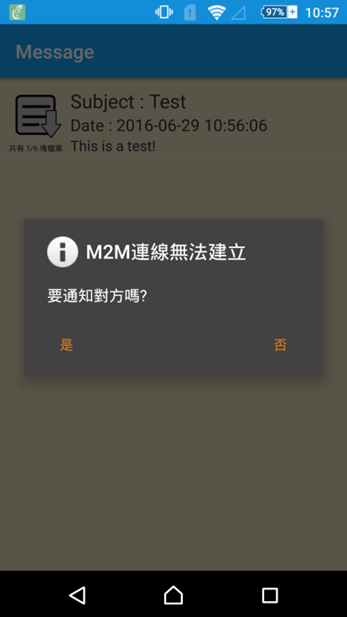 97%
10:57
Message
Subject : Test
Date : 2016-06-29 10:56:06
共有 1/6 塊檔案
This is a test!
M2M連線無法建立
要通知對方嗎?
是
否